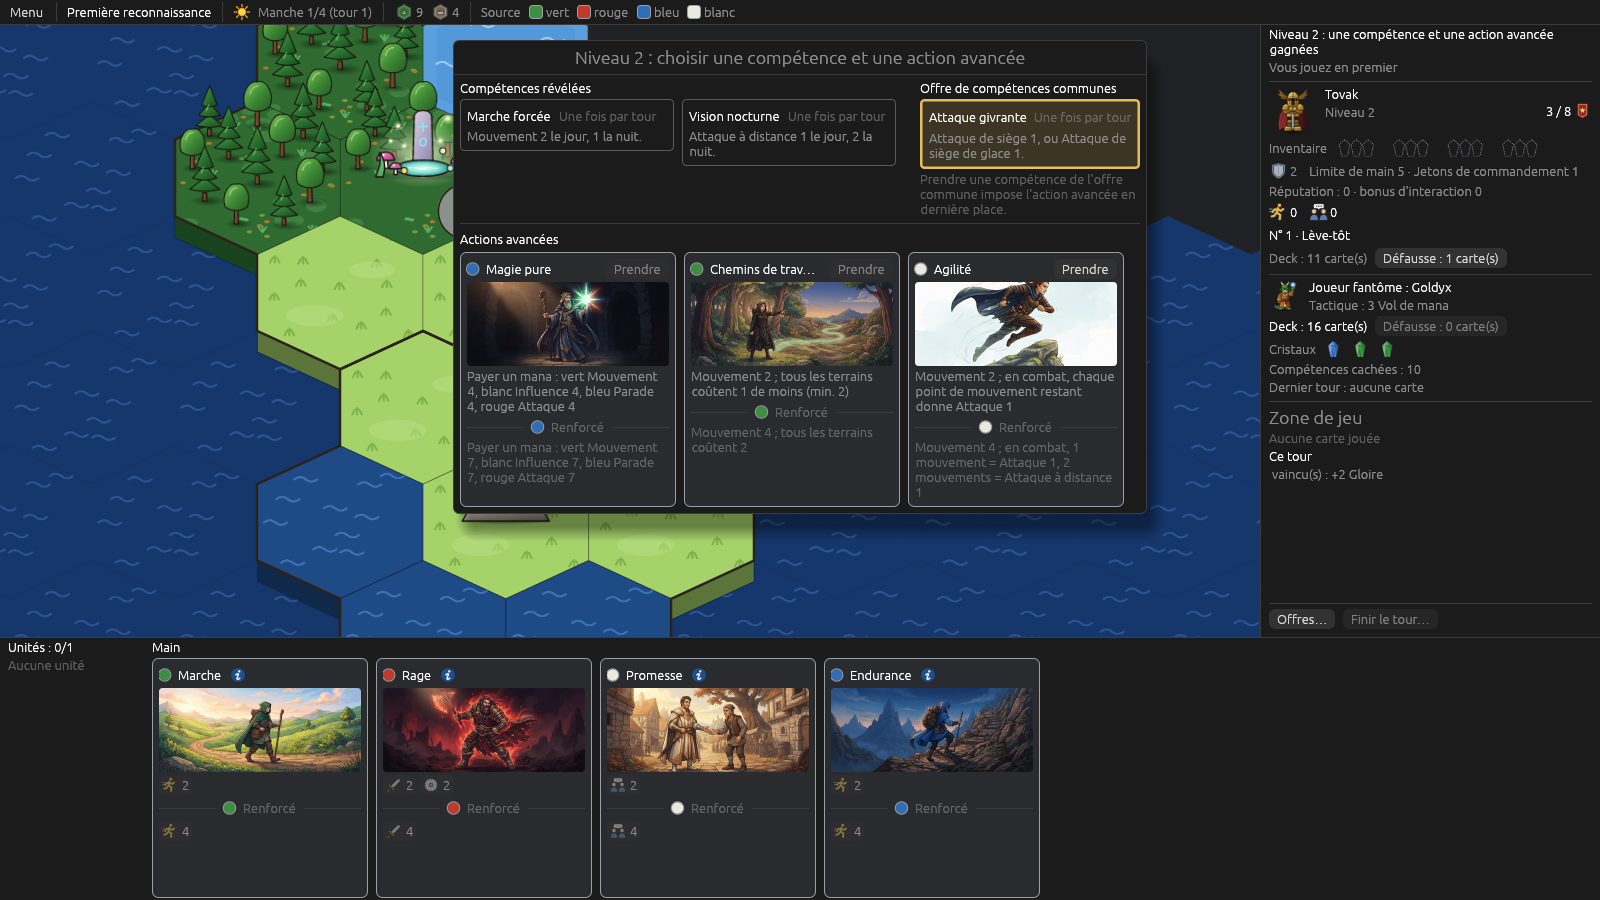 Menu
Première reconnaissance
Manche 1/4 (tour 1)
9
4
Source
vert
rouge
bleu
blanc
Niveau 2 : choisir une compétence et une action avancée
Compétences révélées
Marche forcée Une fois par tour
Mouvement 2 le jour, 1 la nuit.
Vision nocturne Une fois par tour
Attaque à distance 1 le jour, 2 la
nuit.
Offre de compétences communes
Attaque givrante Une fois par tour
Attaque de siège 1, ou Attaque de
siège de glace 1.
Prendre une compétence de l'offre
commune impose l'action avancée en
dernière place.
Actions avancées
Magie pure
Prendre
Payer un mana : vert Mouvement
4, blanc Influence 4, bleu Parade
4, rouge Attaque 4
Renforcé
Payer un mana : vert Mouvement
7, blanc Influence 7, bleu Parade
7, rouge Attaque 7
Chemins de trav...
Prendre
Mouvement 2 ; tous les terrains
coûtent 1 de moins (min. 2)
Renforcé
Mouvement 4 ; tous les terrains
coûtent 2
Agilité
Prendre
Mouvement 2 ; en combat, chaque
point de mouvement restant
donne Attaque 1
Renforcé
Mouvement 4 ; en combat, 1
mouvement = Attaque 1, 2
mouvements = Attaque à distance
1
Niveau 2 : une compétence et une action avancée
gagnées
Vous jouez en premier
Tovak
Niveau 2
3 / 8
Inventaire
2 Limite de main 5 · Jetons de commandement 1
Réputation : 0 · bonus d'interaction 0
0
0
N° 1 · Lève-tôt
Deck : 11 carte(s)
Défausse : 1 carte(s)
Joueur fantôme : Goldyx
Tactique : 3 Vol de mana
Deck : 16 carte(s)
Défausse : 0 carte(s)
Cristaux
Compétences cachées : 10
Dernier tour : aucune carte
Zone de jeu
Aucune carte jouée
Ce tour
vaincu(s) : +2 Gloire
Offres...
Finir le tour...
Unités : 0/1
Aucune unité
Main
Marche
2
Renforcé
4
Rage
2
2
Renforcé
4
Promesse
2
Renforcé
4
Endurance
2
Renforcé
4